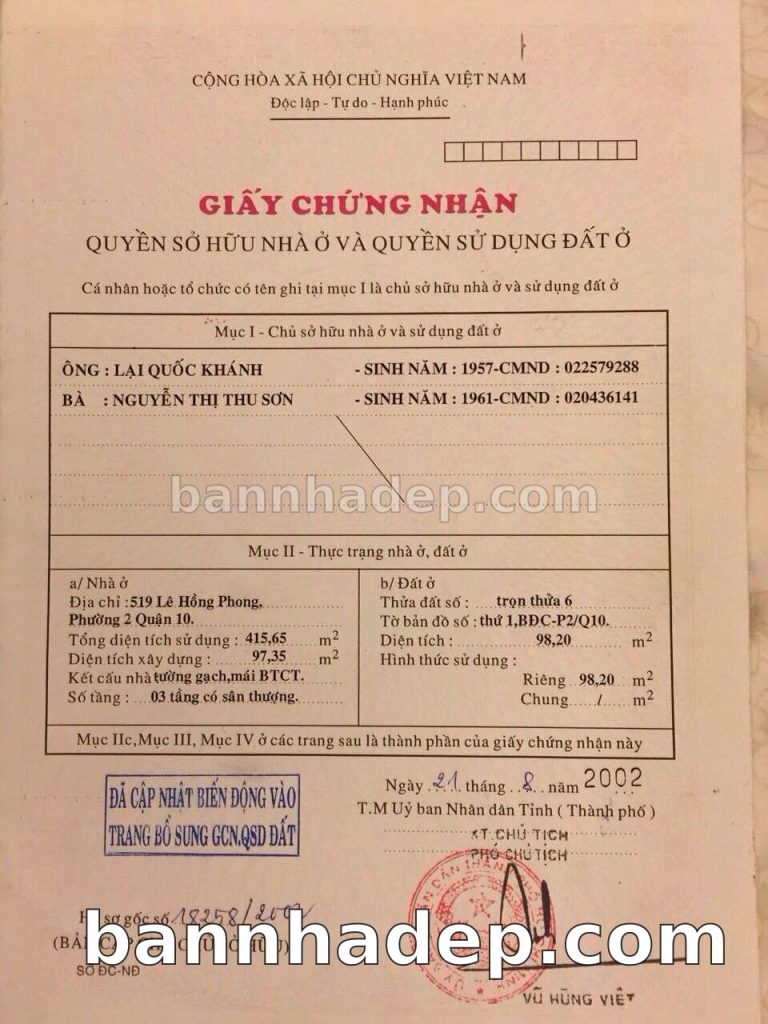 CỘNG HÒA XÃ HỘI CHỦ NGHĨA VIỆT NAM
Độc lập - Tự do - Hạnh phúc
GIẤY CHỨNG NHẬN
QUYỀN SỞ HỮU NHÀ Ở VÀ QUYỀN SỬ DỤNG ĐẤT Ở
Cá nhân hoặc tổ chức có tên ghi tại mục I là chủ sở hữu nhà ở và sử dụng đất ở
Mục I - Chủ sở hữu nhà ở và sử dụng đất ở
ÔNG : LẠI QUỐC KHÁNH - SINH NĂM : 1957-CMND : 022579288
BÀ : NGUYỄN THỊ THU SƠN - SINH NĂM : 1961-CMND : 020436141
bannhadep.com
Mục II - Thực trạng nhà ở, đất ở
a/ Nhà ở
Địa chỉ :519 Lê Hồng Phong,
Phường 2 Quận 10.
Tổng diện tích sử dụng : 415,65 m2
Diện tích xây dựng : 97,35 m2
Kết cấu nhà tường gạch,mái BTCT.
Số tầng : 03 tầng có sân thượng.
b/ Đất ở
Thửa đất số : trọn thửa 6
Tờ bản đồ số : thứ 1,BĐC-P2/Q10.
Diện tích : 98,20 m2
Hình thức sử dụng :
Riêng 98,20 m2
Chung / m2
Mục IIc,Mục III, Mục IV ở các trang sau là thành phần của giấy chứng nhận này
ĐÃ CẬP NHẬT BIẾN ĐỘNG VÀO
TRANG BỔ SUNG GCN,QSD ĐẤT
Ngày 21 tháng 8 năm 2002
T.M Uỷ ban Nhân dân Tỉnh ( Thành phố )
KT.CHỦ TỊCH
PHÓ CHỦ TỊCH
sơ gốc số 18258/2002
bannhadep.com
SỞ ĐC-NĐ
VŨ HÙNG VIỆT